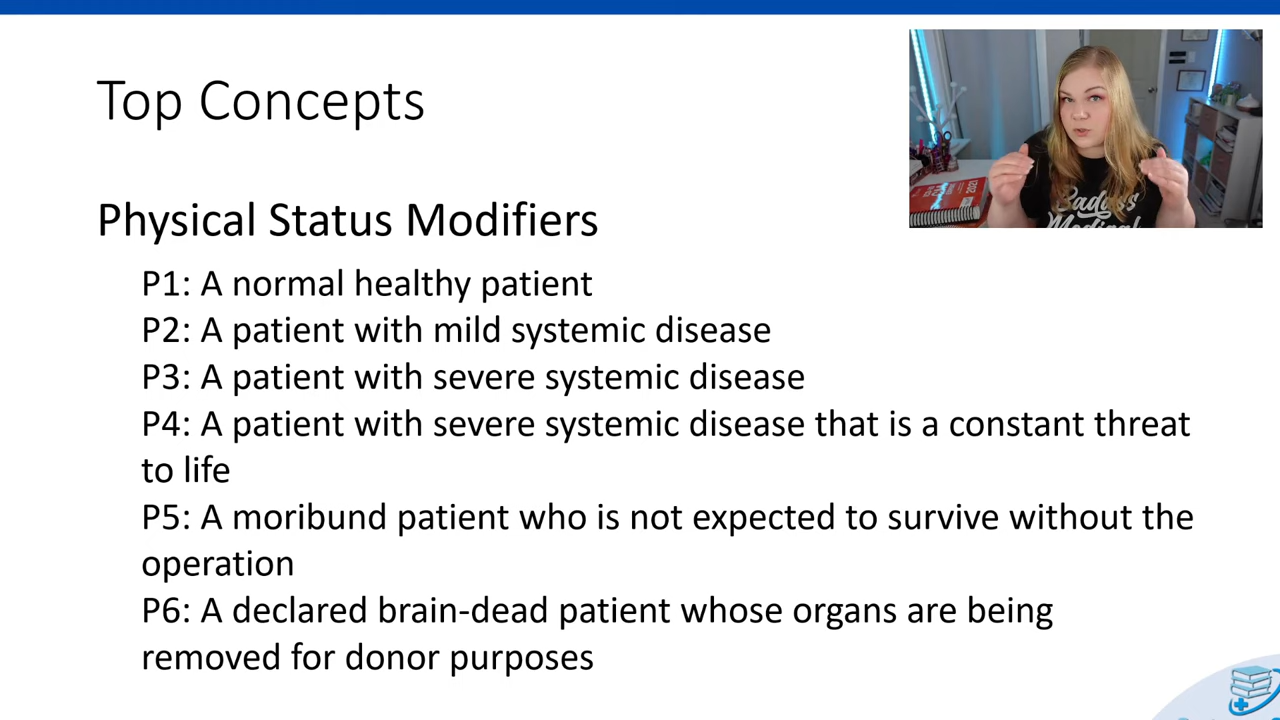 Top Concepts
Physical Status Modifiers
P1: A normal healthy patient
P2: A patient with mild systemic disease
P3: A patient with severe systemic disease
P4: A patient with severe systemic disease that is a constant threat
to life
P5: A moribund patient who is not expected to survive without the
operation
P6: A declared brain-dead patient whose organs are being
removed for donor purposes
Medical